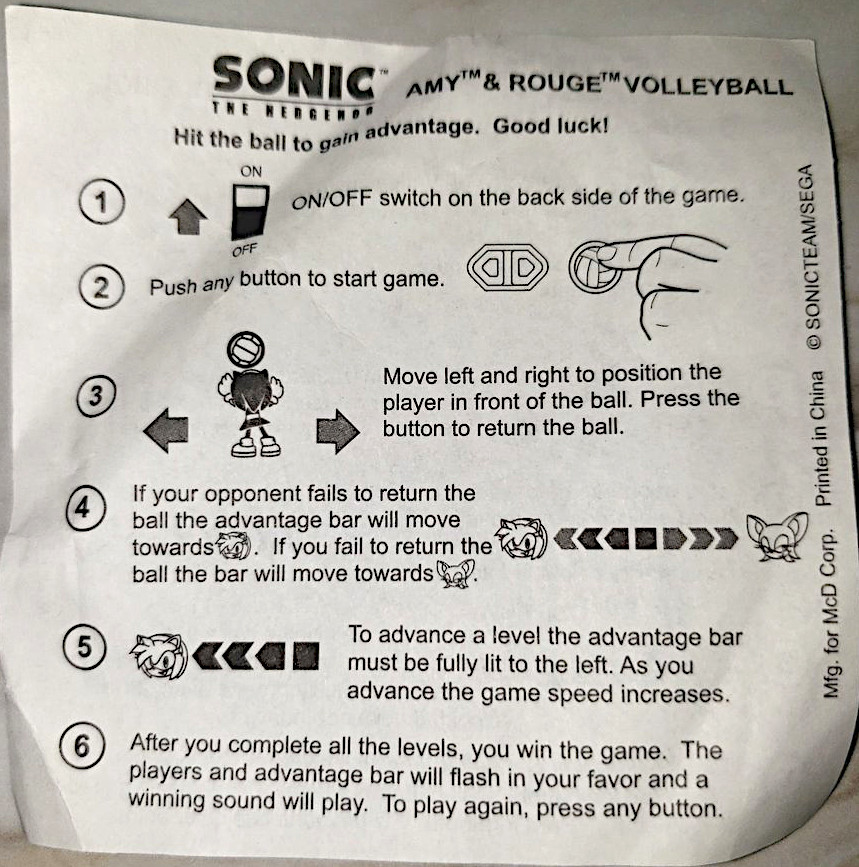 SONIC™
THE HEDGEHOG
AMY™ & ROUGE™ VOLLEYBALL
Hit the ball to gain advantage. Good luck!
1
ON
OFF
ON/OFF switch on the back side of the game.
2
Push any button to start game.
3
Move left and right to position the
player in front of the ball. Press the
button to return the ball.
4
If your opponent fails to return the
ball the advantage bar will move
towards . If you fail to return the
ball the bar will move towards .
5
To advance a level the advantage bar
must be fully lit to the left. As you
advance the game speed increases.
6
After you complete all the levels, you win the game. The
players and advantage bar will flash in your favor and a
winning sound will play. To play again, press any button.
Mfg. for McD Corp. Printed in China © SONICTEAM/SEGA